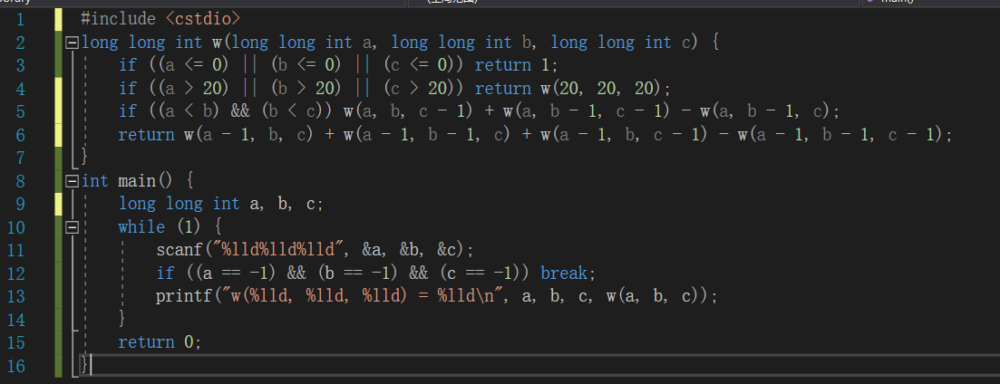 1 #include <cstdio>
2 long long int w(long long int a, long long int b, long long int c) {
3 if ((a <= 0) || (b <= 0) || (c <= 0)) return 1;
4 if ((a > 20) || (b > 20) || (c > 20)) return w(20, 20, 20);
5 if ((a < b) && (b < c)) w(a, b, c - 1) + w(a, b - 1, c - 1) - w(a, b - 1, c);
6 return w(a - 1, b, c) + w(a - 1, b - 1, c) + w(a - 1, b, c - 1) - w(a - 1, b - 1, c - 1);
7 }
8 int main() {
9 long long int a, b, c;
10 while (1) {
11 scanf("%lld%lld%lld", &a, &b, &c);
12 if ((a == -1) && (b == -1) && (c == -1)) break;
13 printf("w(%lld, %lld, %lld) = %lld\n", a, b, c, w(a, b, c));
14 }
15 return 0;
16 }